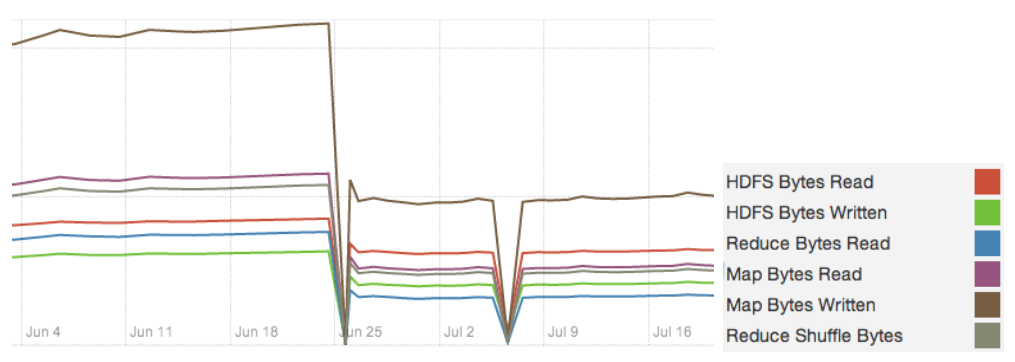 Jun 4 Jun 11 Jun 18 Jun 25 Jul 2 Jul 9 Jul 16
HDFS Bytes Read
HDFS Bytes Written
Reduce Bytes Read
Map Bytes Read
Map Bytes Written
Reduce Shuffle Bytes